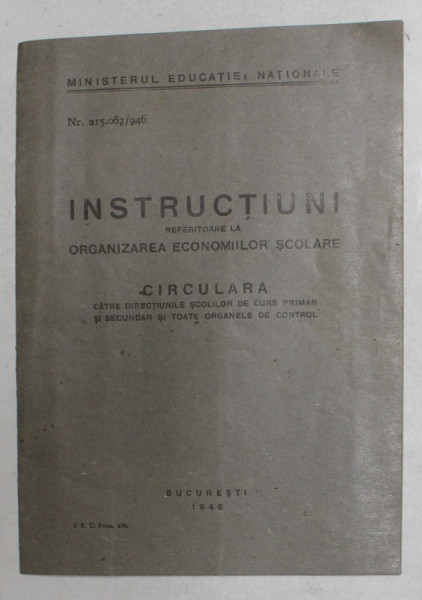 MINISTERUL EDUCAȚIEI NAȚIONALE
Nr. 215.063/946
INSTRUCȚIUNI
REFERITOARE LA
ORGANIZAREA ECONOMIILOR ȘCOLARE
CIRCULARA
CĂTRE DIRECȚIUNILE ȘCOLILOR DE CURS PRIMAR
ȘI SECUNDAR ȘI TOATE ORGANELE DE CONTROL
BUCUREȘTI
1946
C E. C.